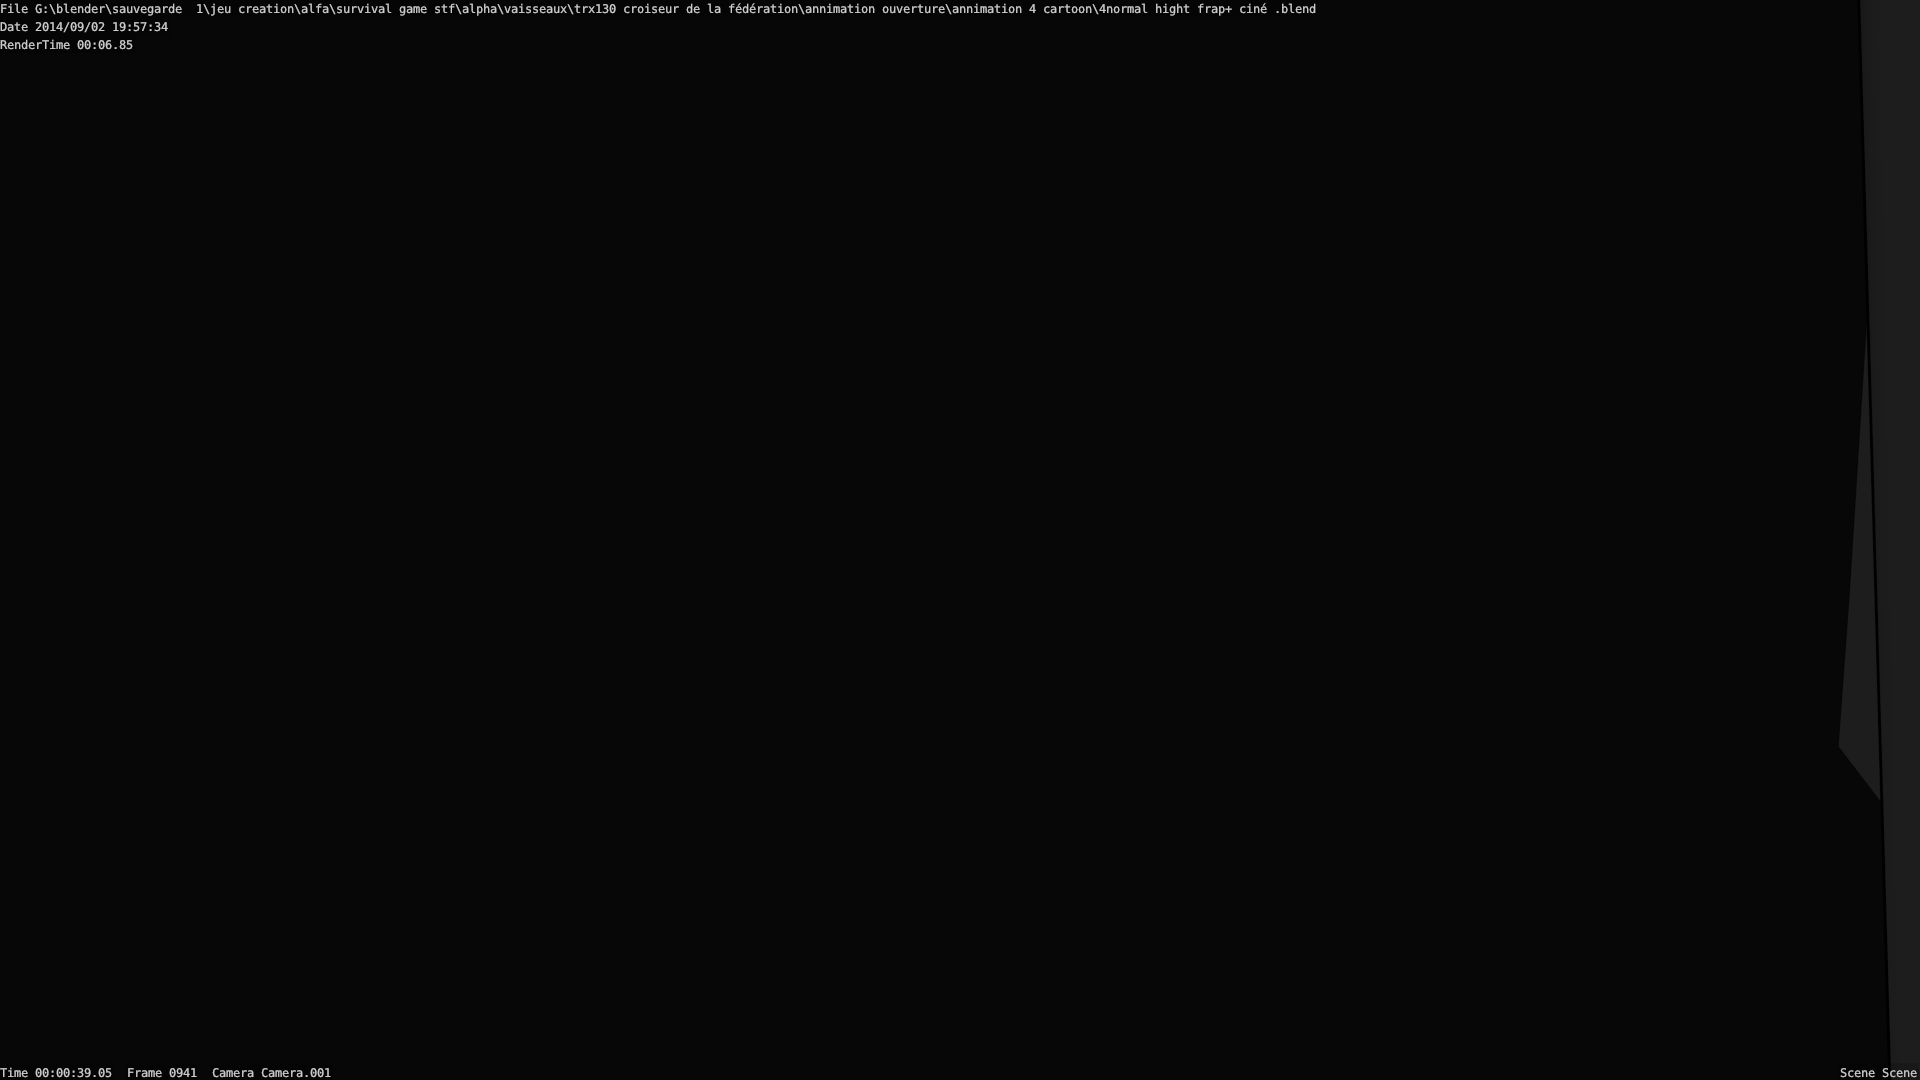 File G:\blender\sauvegarde  1\jeu creation\alfa\survival game stf\alpha\vaisseaux\trx130 croiseur de la fédération\annimation ouverture\annimation 4 cartoon\4normal hight frap+ ciné .blend
Date 2014/09/02 19:57:34
RenderTime 00:06.85
Time 00:00:39.05  Frame 0941  Camera Camera.001
Scene Scene